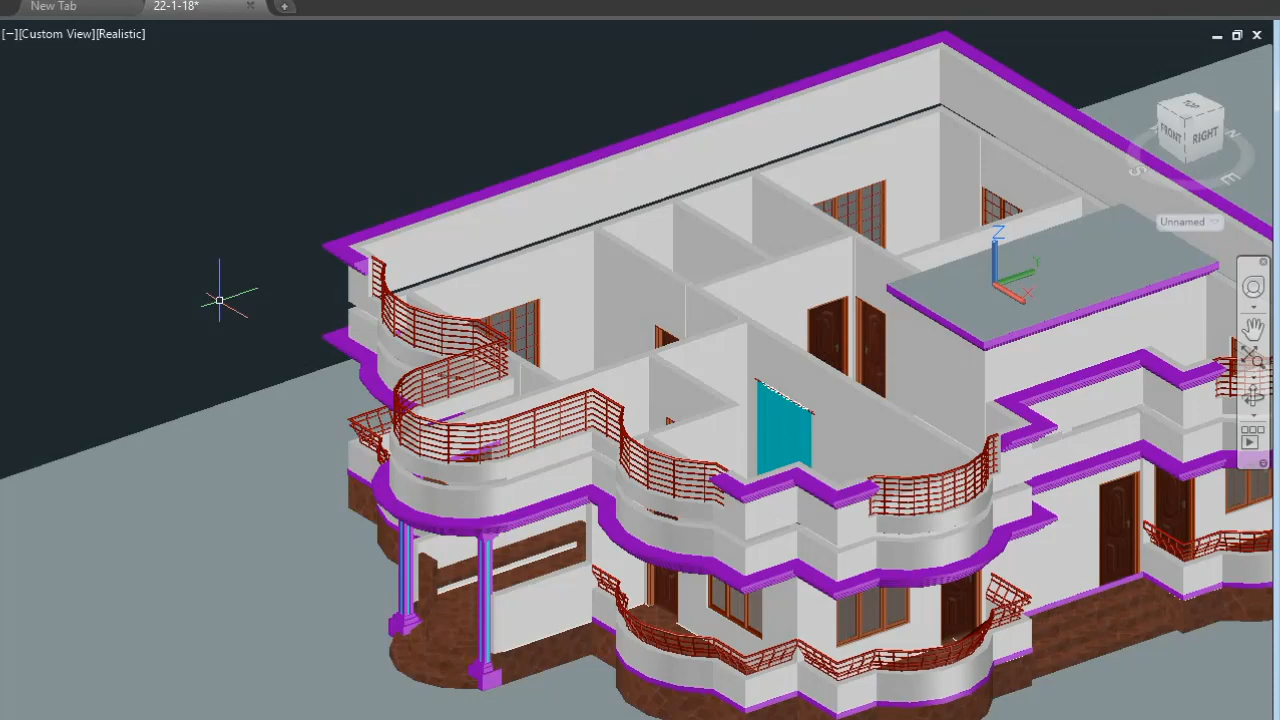 New Tab
22-1-18*
[−][Custom View][Realistic]
TOP
FRONT
RIGHT
N
S
E
Unnamed
Z
Y
X